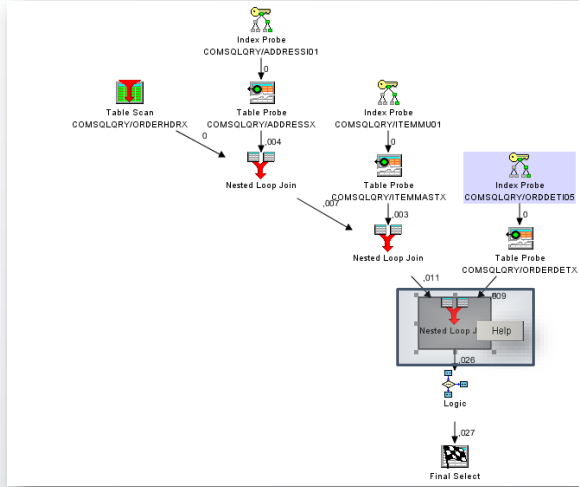 Index Probe
COMSQLQRY/ADDRESSI01
0
Table Scan
COMSQLQRY/ORDERHDRX
Table Probe
COMSQLQRY/ADDRESSX
Index Probe
COMSQLQRY/ITEMMU01
0
,004
0
Nested Loop Join
Table Probe
COMSQLQRY/ITEMMASTX
Index Probe
COMSQLQRY/ORDDETI05
,007
,003
0
Nested Loop Join
Table Probe
COMSQLQRY/ORDERDETX
,011
Nested Loop J
Help
,026
Logic
,027
Final Select